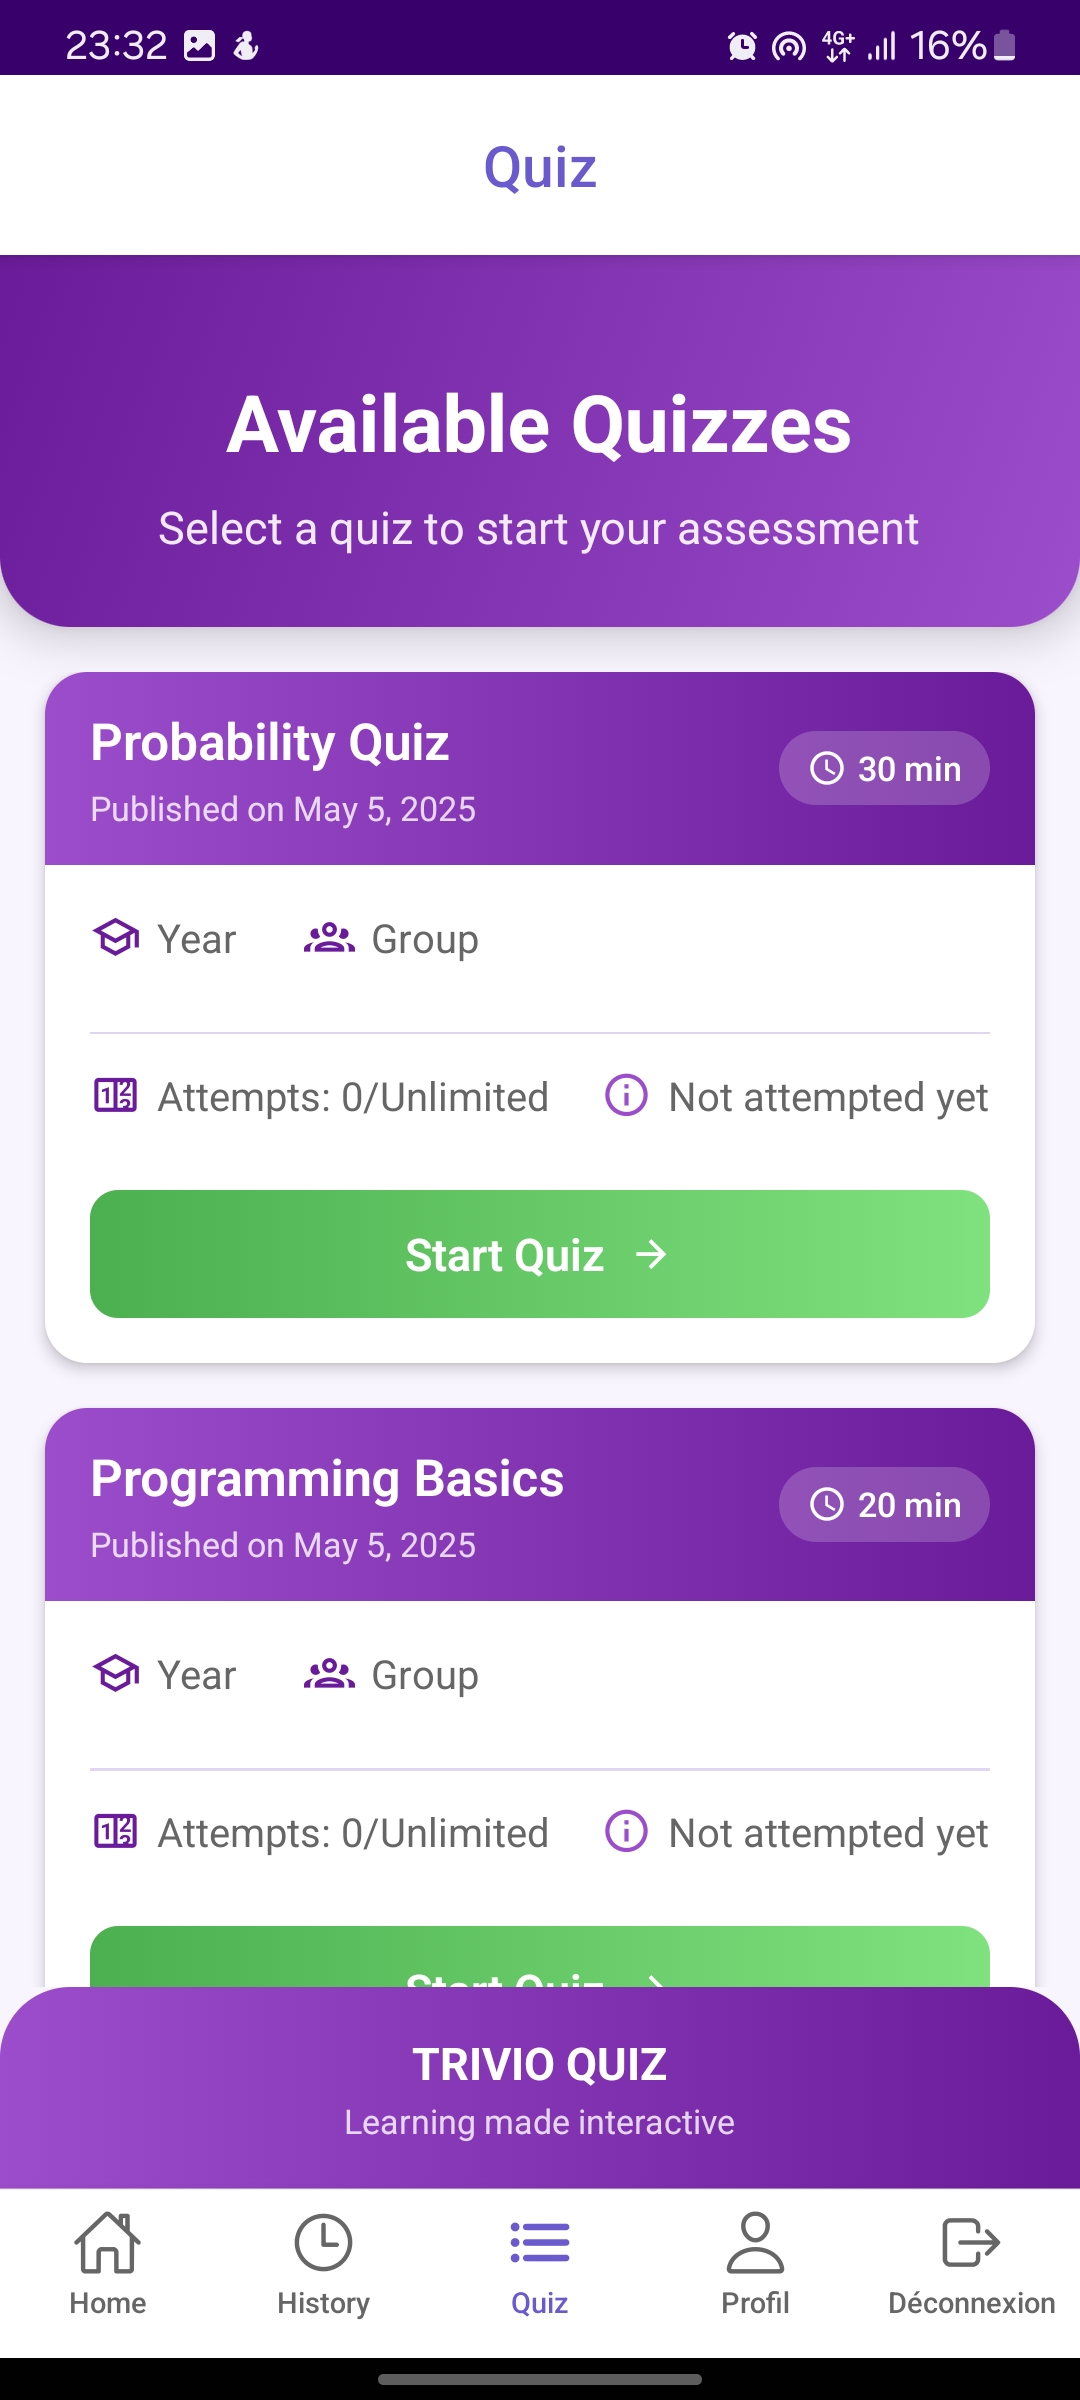 23:32
4G+ 16%
Quiz
Available Quizzes
Select a quiz to start your assessment
Probability Quiz
30 min
Published on May 5, 2025
Year Group
Attempts: 0/Unlimited Not attempted yet
Start Quiz →
Programming Basics
20 min
Published on May 5, 2025
Year Group
Attempts: 0/Unlimited Not attempted yet
Start Quiz
TRIVIO QUIZ
Learning made interactive
Home History Quiz Profil Déconnexion